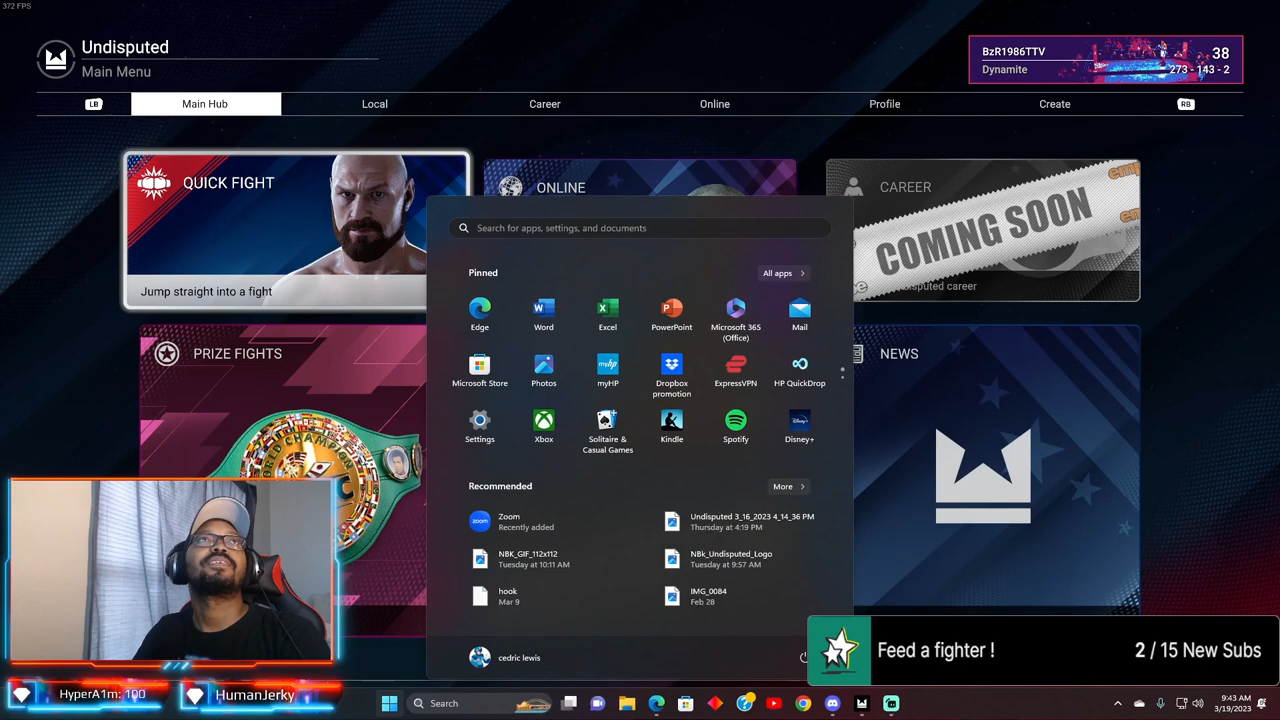 372 FPS
Undisputed
Main Menu
BzR1986TTV
38
Dynamite
273 - 143 - 2
LB
Main Hub
Local
Career
Online
Profile
Create
RB
QUICK FIGHT
Jump straight into a fight
ONLINE
CAREER
COMING SOON
emp
disputed career
PRIZE FIGHTS
NEWS
Search for apps, settings, and documents
Pinned
All apps
Edge
Word
Excel
PowerPoint
Microsoft 365
(Office)
Mail
Microsoft Store
Photos
myHP
Dropbox
promotion
ExpressVPN
HP QuickDrop
Settings
Xbox
Solitaire &
Casual Games
Kindle
Spotify
Disney+
Recommended
More
zoom
Zoom
Recently added
Undisputed 3_16_2023 4_14_36 PM
Thursday at 4:19 PM
NBK_GIF_112x112
Tuesday at 10:11 AM
NBk_Undisputed_Logo
Tuesday at 9:57 AM
hook
Mar 9
IMG_0084
Feb 28
cedric lewis
Feed a fighter !
2 / 15 New Subs
HyperA1m: 100
HumanJerky
Search
9:43 AM
3/19/2023